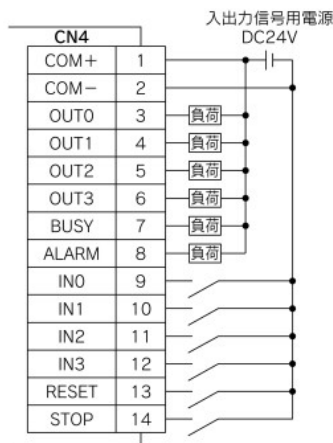 入出力信号用電源
DC24V
CN4
COM+ 1
COM− 2
OUT0 3 負荷
OUT1 4 負荷
OUT2 5 負荷
OUT3 6 負荷
BUSY 7 負荷
ALARM 8 負荷
IN0 9
IN1 10
IN2 11
IN3 12
RESET 13
STOP 14